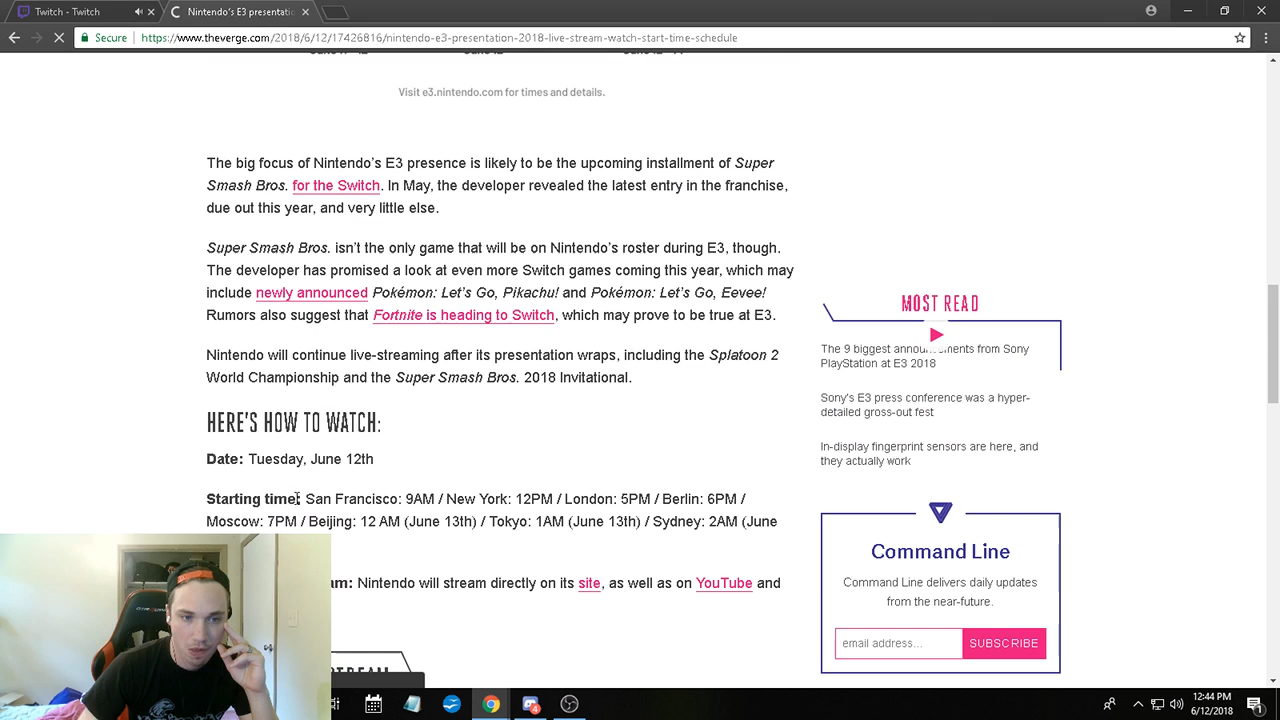 Twitch - Twitch
Nintendo's E3 presentatio
Secure
https://www.theverge.com/2018/6/12/17426816/nintendo-e3-presentation-2018-live-stream-watch-start-time-schedule
Visit e3.nintendo.com for times and details.
The big focus of Nintendo's E3 presence is likely to be the upcoming installment of Super
Smash Bros. for the Switch. In May, the developer revealed the latest entry in the franchise,
due out this year, and very little else.
Super Smash Bros. isn't the only game that will be on Nintendo's roster during E3, though.
The developer has promised a look at even more Switch games coming this year, which may
include newly announced Pokémon: Let's Go, Pikachu! and Pokémon: Let's Go, Eevee!
Rumors also suggest that Fortnite is heading to Switch, which may prove to be true at E3.
Nintendo will continue live-streaming after its presentation wraps, including the Splatoon 2
World Championship and the Super Smash Bros. 2018 Invitational.
HERE'S HOW TO WATCH:
Date: Tuesday, June 12th
Starting time: San Francisco: 9AM / New York: 12PM / London: 5PM / Berlin: 6PM /
Moscow: 7PM / Beijing: 12 AM (June 13th) / Tokyo: 1AM (June 13th) / Sydney: 2AM (June
am: Nintendo will stream directly on its site, as well as on YouTube and
MOST READ
The 9 biggest announcements from Sony
PlayStation at E3 2018
Sony's E3 press conference was a hyper-
detailed gross-out fest
In-display fingerprint sensors are here, and
they actually work
Command Line
Command Line delivers daily updates
from the near-future.
email address...
SUBSCRIBE
12:44 PM
6/12/2018